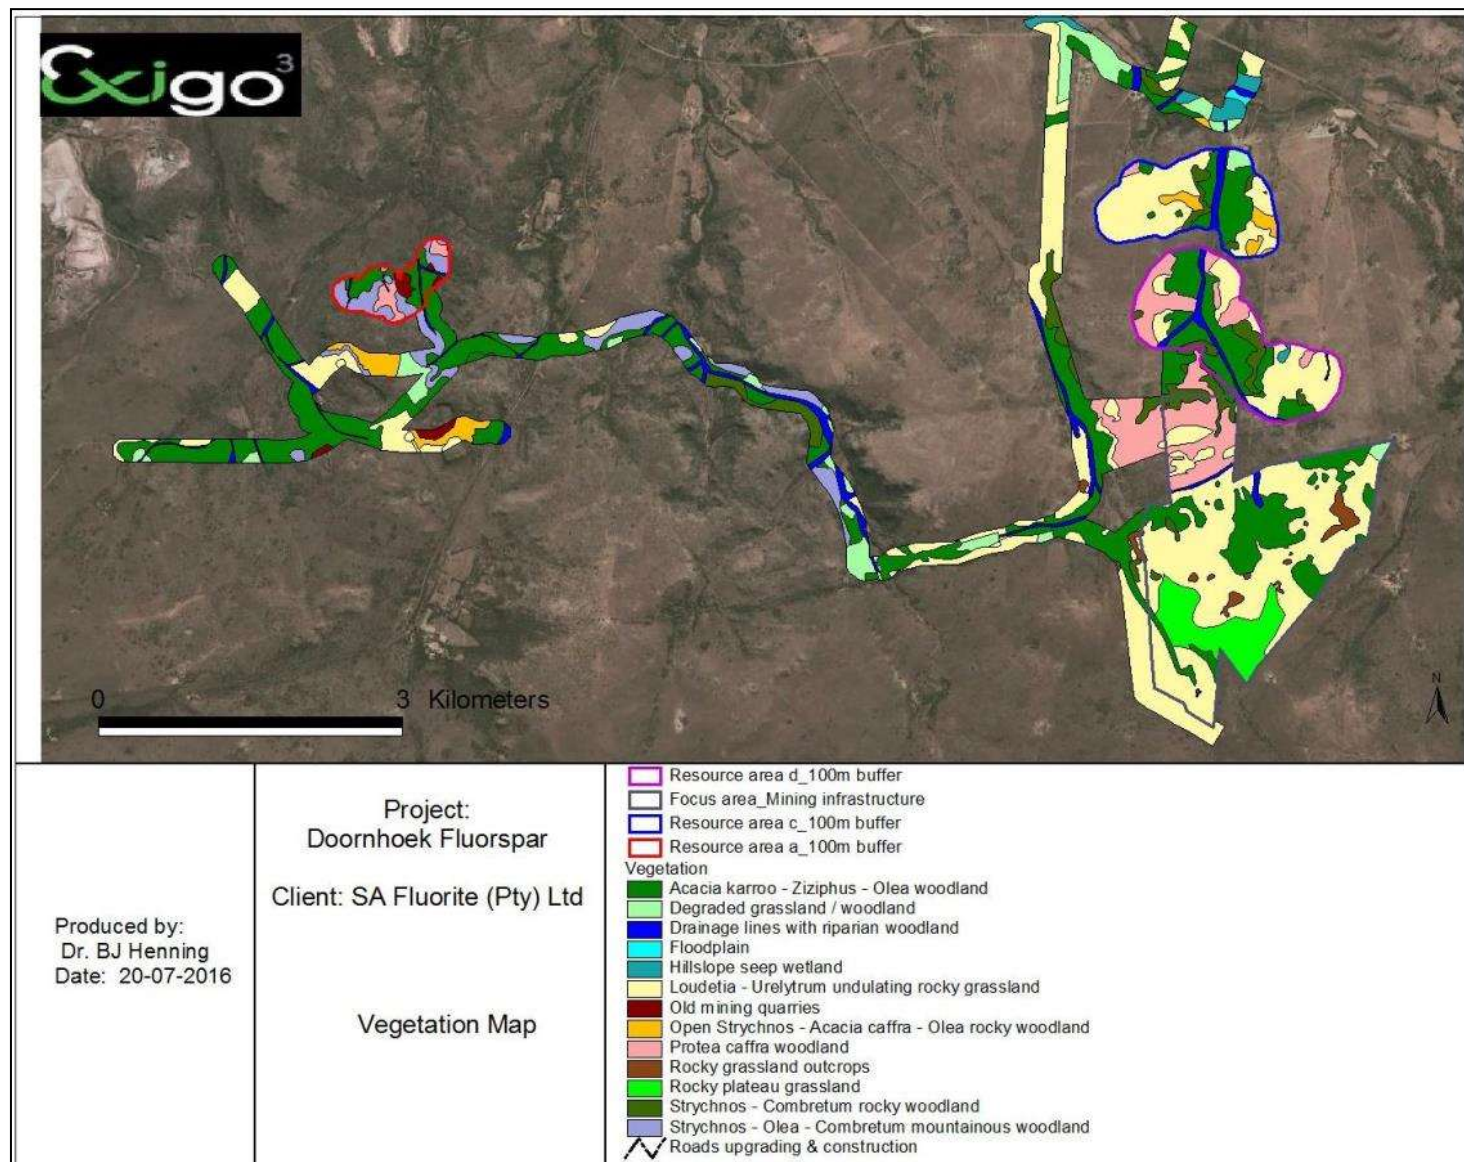 Exigo3
N
0 3 Kilometers
Produced by:
Dr. BJ Henning
Date: 20-07-2016
Project:
Doornhoek Fluorspar
Client: SA Fluorite (Pty) Ltd
Vegetation Map
Resource area d_100m buffer
Focus area_Mining infrastructure
Resource area c_100m buffer
Resource area a_100m buffer
Vegetation
Acacia karroo - Ziziphus - Olea woodland
Degraded grassland / woodland
Drainage lines with riparian woodland
Floodplain
Hillslope seep wetland
Loudetia - Urelytrum undulating rocky grassland
Old mining quarries
Open Strychnos - Acacia caffra - Olea rocky woodland
Protea caffra woodland
Rocky grassland outcrops
Rocky plateau grassland
Strychnos - Combretum rocky woodland
Strychnos - Olea - Combretum mountainous woodland
Roads upgrading & construction